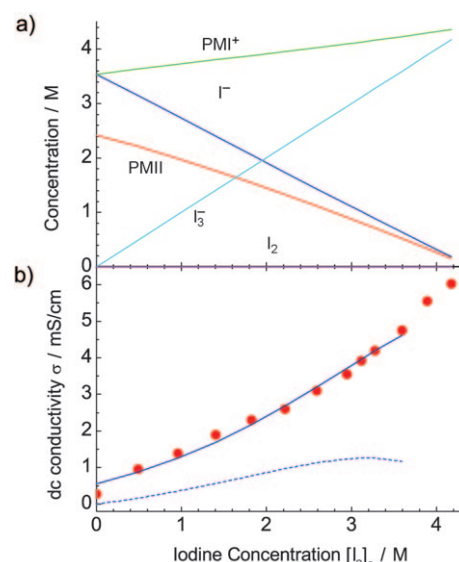 a)
PMI⁺
I⁻
PMII
I₃⁻
I₂
Concentration / M
4
3
2
1
0
b)
dc conductivity σ / mS/cm
6
5
4
3
2
1
0
0 1 2 3 4
Iodine Concentration [I₂]ₒ / M